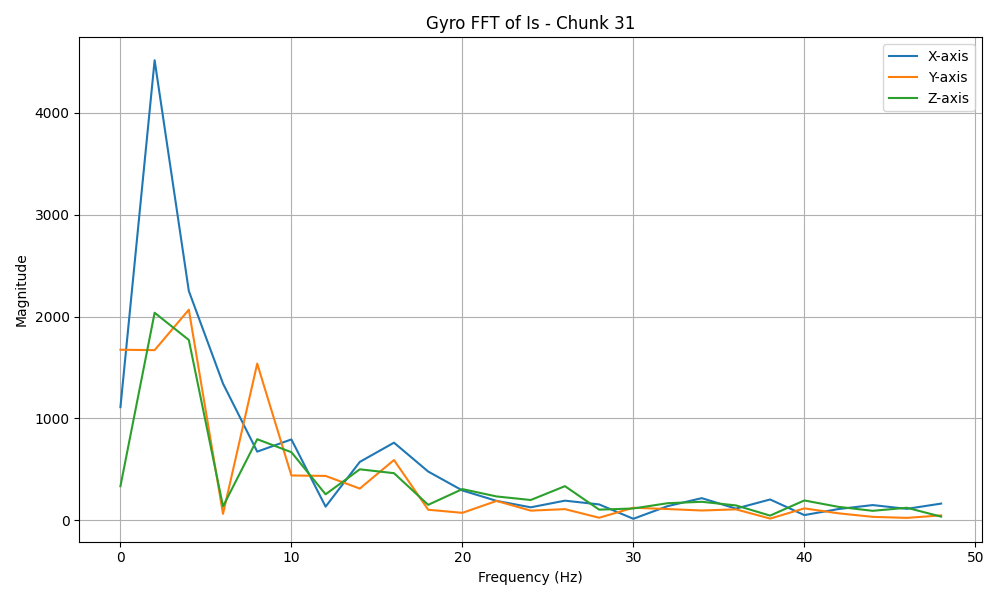 Gyro FFT of Is - Chunk 31
X-axis
Y-axis
Z-axis
Magnitude
4000
3000
2000
1000
0
0
10
20
30
40
50
Frequency (Hz)